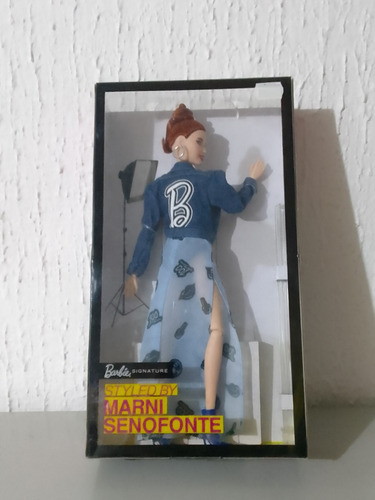 B
Barbie SIGNATURE
STYLED BY
MARNI
SENOFONTE